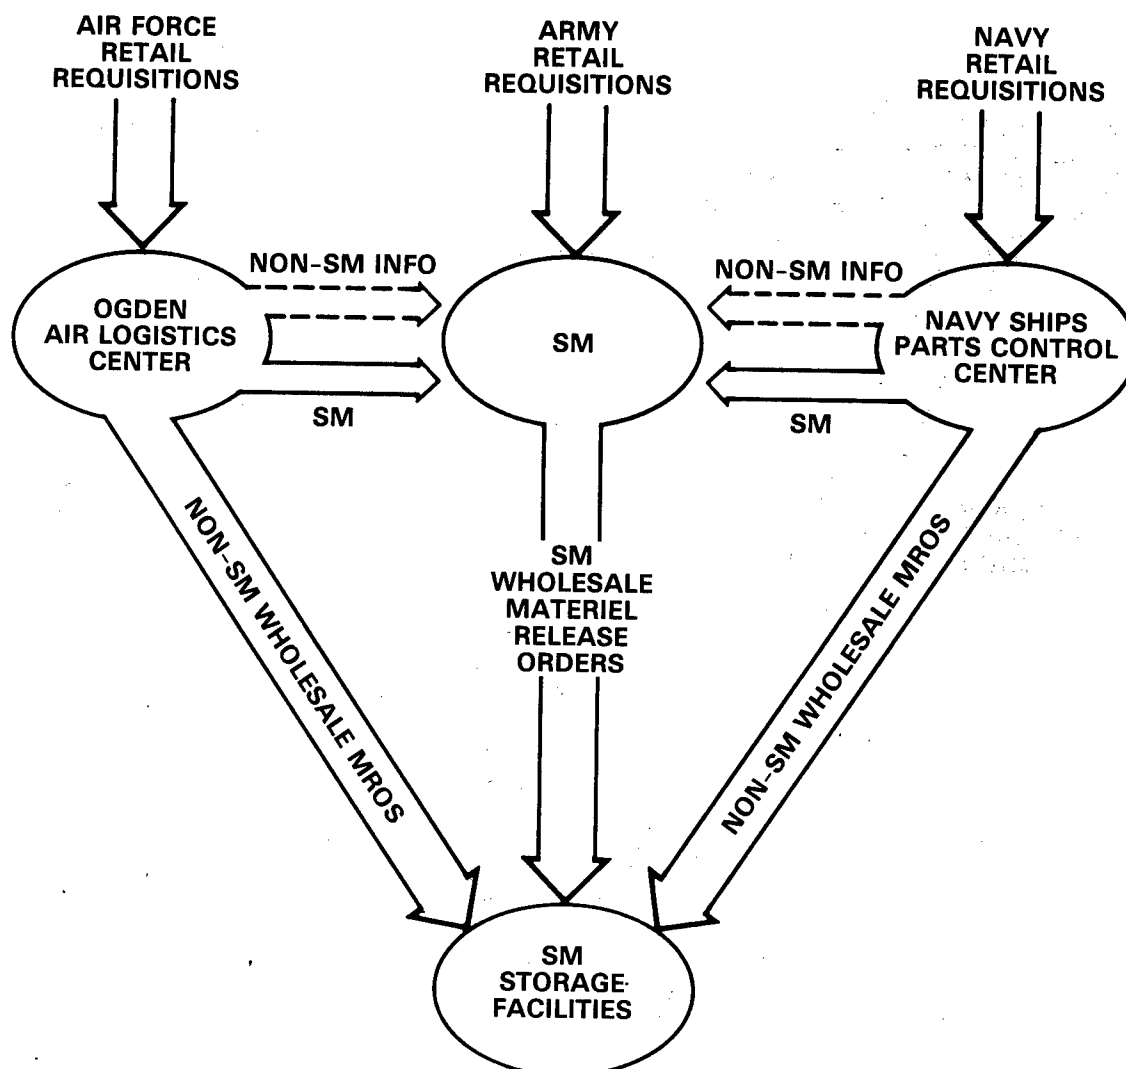 AIR FORCE
RETAIL
REQUISITIONS
ARMY
RETAIL
REQUISITIONS
NAVY
RETAIL
REQUISITIONS
NON-SM INFO
NON-SM INFO
OGDEN
AIR LOGISTICS
CENTER
SM
NAVY SHIPS
PARTS CONTROL
CENTER
SM
SM
NON-SM WHOLESALE MROS
SM
WHOLESALE
MATERIEL
RELEASE
ORDERS
NON-SM WHOLESALE MROS
SM
STORAGE
FACILITIES